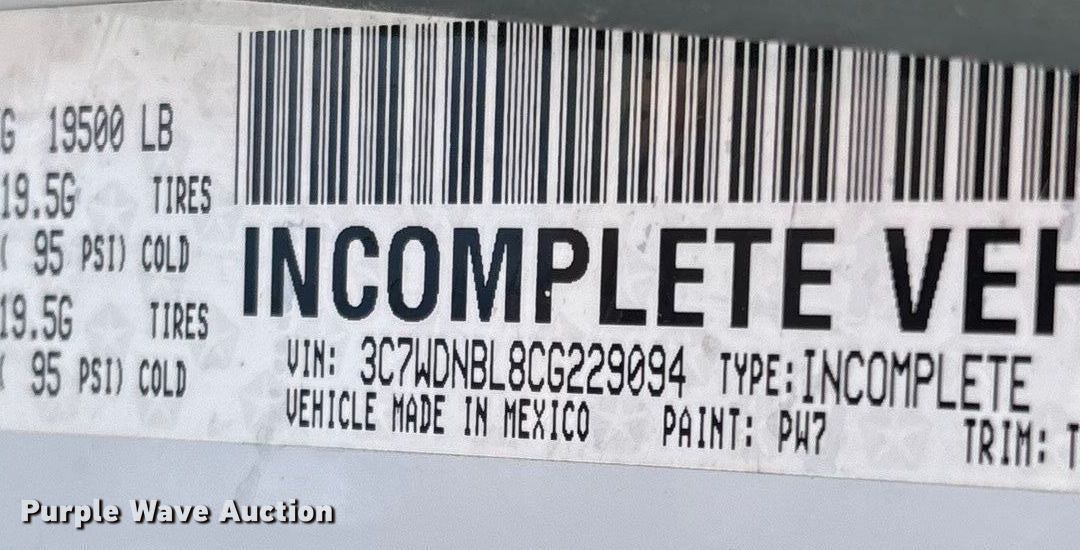 G 19500 LB
19.5G TIRES
( 95 PSI) COLD
19.5G TIRES
( 95 PSI) COLD
INCOMPLETE VEH
VIN: 3C7WDNBL8CG229094 TYPE:INCOMPLETE
VEHICLE MADE IN MEXICO PAINT: PW7 TRIM: T
Purple Wave Auction